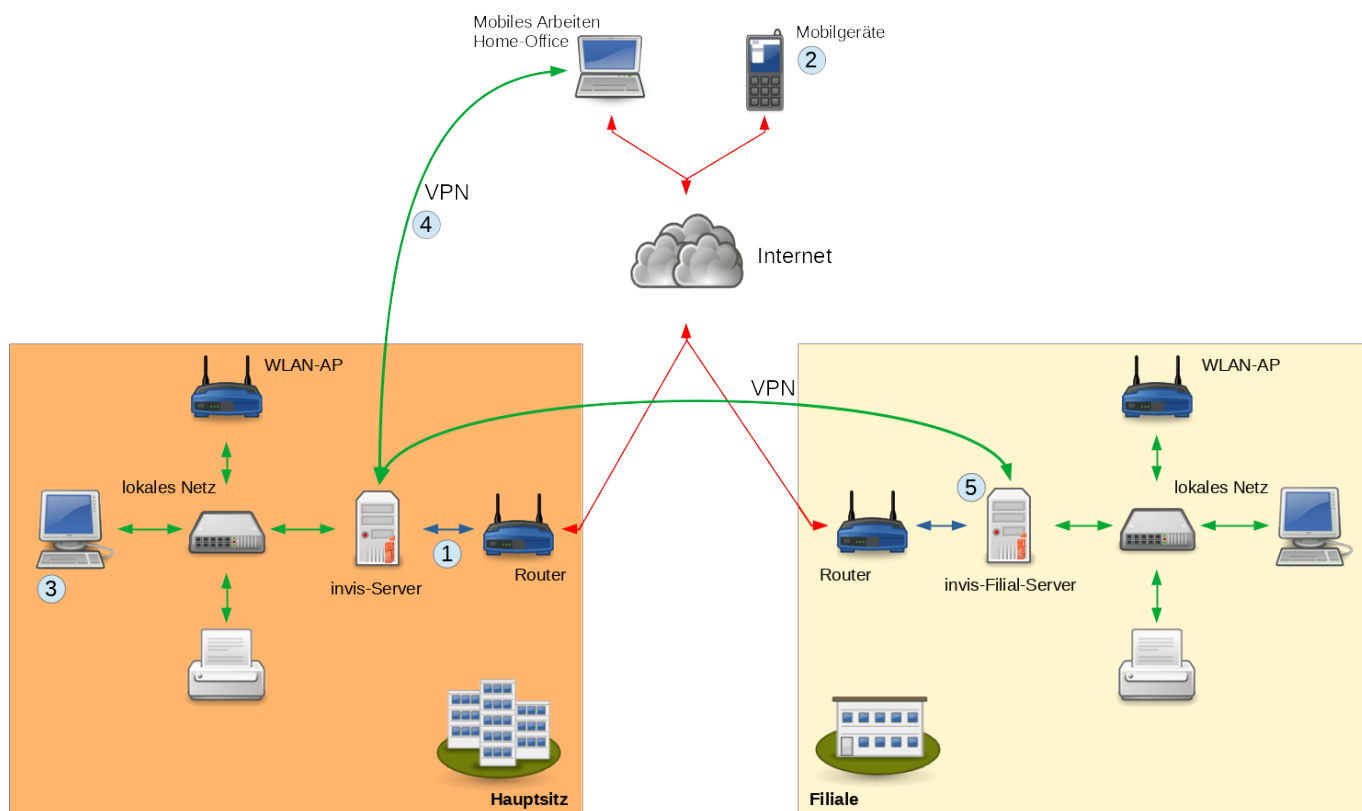 Mobiles Arbeiten
Home-Office
Mobilgeräte
2
VPN
4
Internet
WLAN-AP
lokales Netz
3
invis-Server
1
Router
Hauptsitz
VPN
WLAN-AP
5
lokales Netz
Router
invis-Filial-Server
Filiale